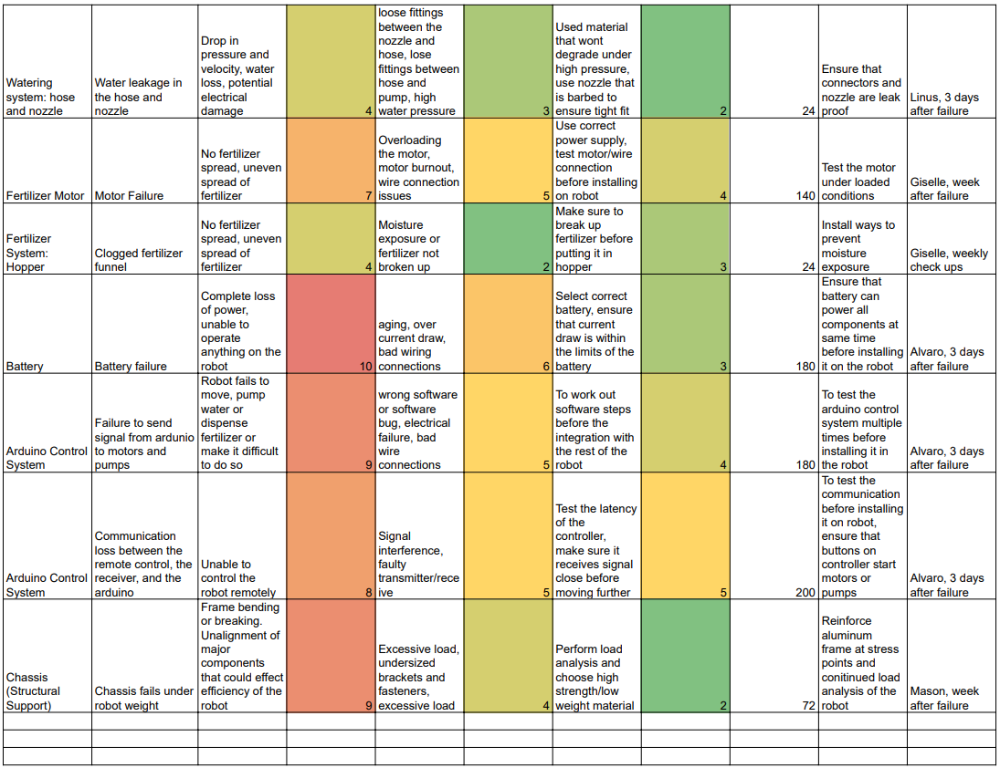 Watering
system: hose
and nozzle
Water leakage in
the hose and
nozzle
Drop in
pressure and
velocity, water
loss, potential
electrical
damage
4
loose fittings
between the
nozzle and
hose, lose
fittings between
hose and
pump, high
water pressure
3
Used material
that wont
degrade under
high pressure,
use nozzle that
is barbed to
ensure tight fit
2
24
Ensure that
connectors and
nozzle are leak
proof
Linus, 3 days
after failure
Fertilizer Motor
Motor Failure
No fertilizer
spread, uneven
spread of
fertilizer
7
Overloading
the motor,
motor burnout,
wire connection
issues
5
Use correct
power supply,
test motor/wire
connection
before installing
on robot
4
140
Test the motor
under loaded
conditions
Giselle, week
after failure
Fertilizer
System:
Hopper
Clogged fertilizer
funnel
No fertilizer
spread, uneven
spread of
fertilizer
4
Moisture
exposure or
fertilizer not
broken up
2
Make sure to
break up
fertilizer before
putting it in
hopper
3
24
Install ways to
prevent
moisture
exposure
Giselle, weekly
check ups
Battery
Battery failure
Complete loss
of power,
unable to
operate
anything on the
robot
10
aging, over
current draw,
bad wiring
connections
6
Select correct
battery, ensure
that current
draw is within
the limits of the
battery
3
180
Ensure that
battery can
power all
components at
same time
before installing
it on the robot
Alvaro, 3 days
after failure
Arduino Control
System
Failure to send
signal from ardunio
to motors and
pumps
Robot fails to
move, pump
water or
dispense
fertilizer or
make it difficult
to do so
9
wrong software
or software
bug, electrical
failure, bad
wire
connections
5
To work out
software steps
before the
integration with
the rest of the
robot
4
180
To test the
arduino control
system multiple
times before
installing it in
the robot
Alvaro, 3 days
after failure
Arduino Control
System
Communication
loss between the
remote control, the
receiver, and the
arduino
Unable to
control the
robot remotely
8
Signal
interference,
faulty
transmitter/rece
ive
5
Test the latency
of the
controller,
make sure it
receives signal
close before
moving further
5
200
To test the
communication
before installing
it on robot,
ensure that
buttons on
controller start
motors or
pumps
Alvaro, 3 days
after failure
Chassis
(Structural
Support)
Chassis fails under
robot weight
Frame bending
or breaking.
Unalignment of
major
components
that could effect
efficiency of the
robot
9
Excessive load,
undersized
brackets and
fasteners,
excessive load
4
Perform load
analysis and
choose high
strength/low
weight material
2
72
Reinforce
aluminum
frame at stress
points and
conitinued load
analysis of the
robot
Mason, week
after failure